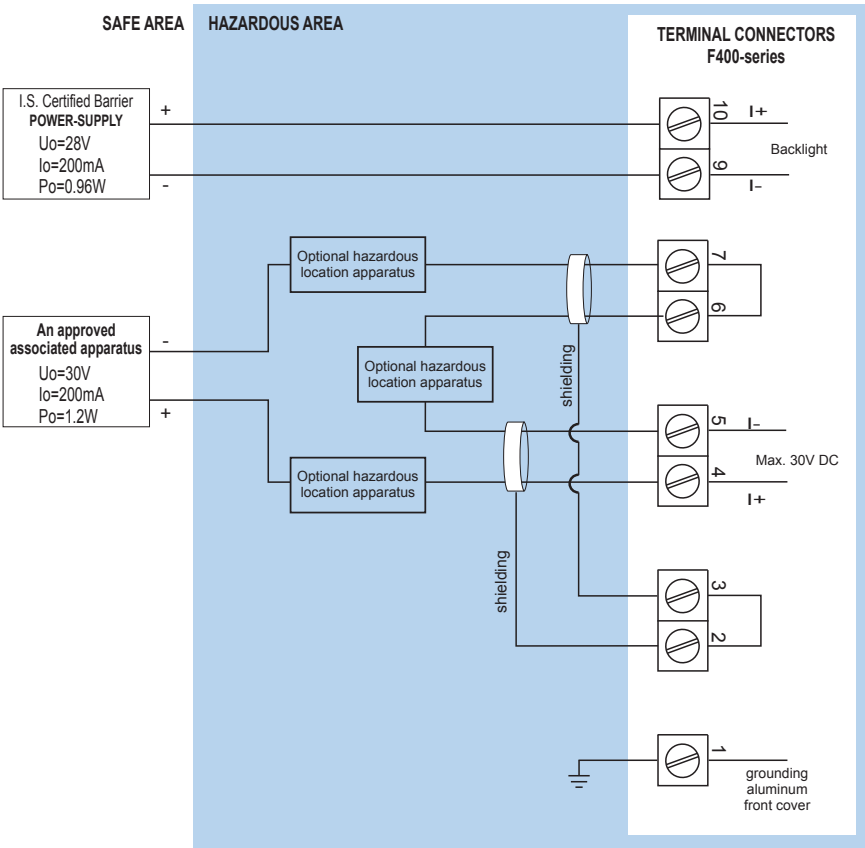 SAFE AREA
HAZARDOUS AREA
TERMINAL CONNECTORS
F400-series
I.S. Certified Barrier
POWER-SUPPLY
Uo=28V
Io=200mA
Po=0.96W
+
-
10
I+
Backlight
9
I-
Optional hazardous
location apparatus
7
6
An approved
associated apparatus
Uo=30V
Io=200mA
Po=1.2W
-
+
Optional hazardous
location apparatus
shielding
5
I-
Max. 30V DC
4
I+
Optional hazardous
location apparatus
shielding
3
2
1
grounding
aluminum
front cover